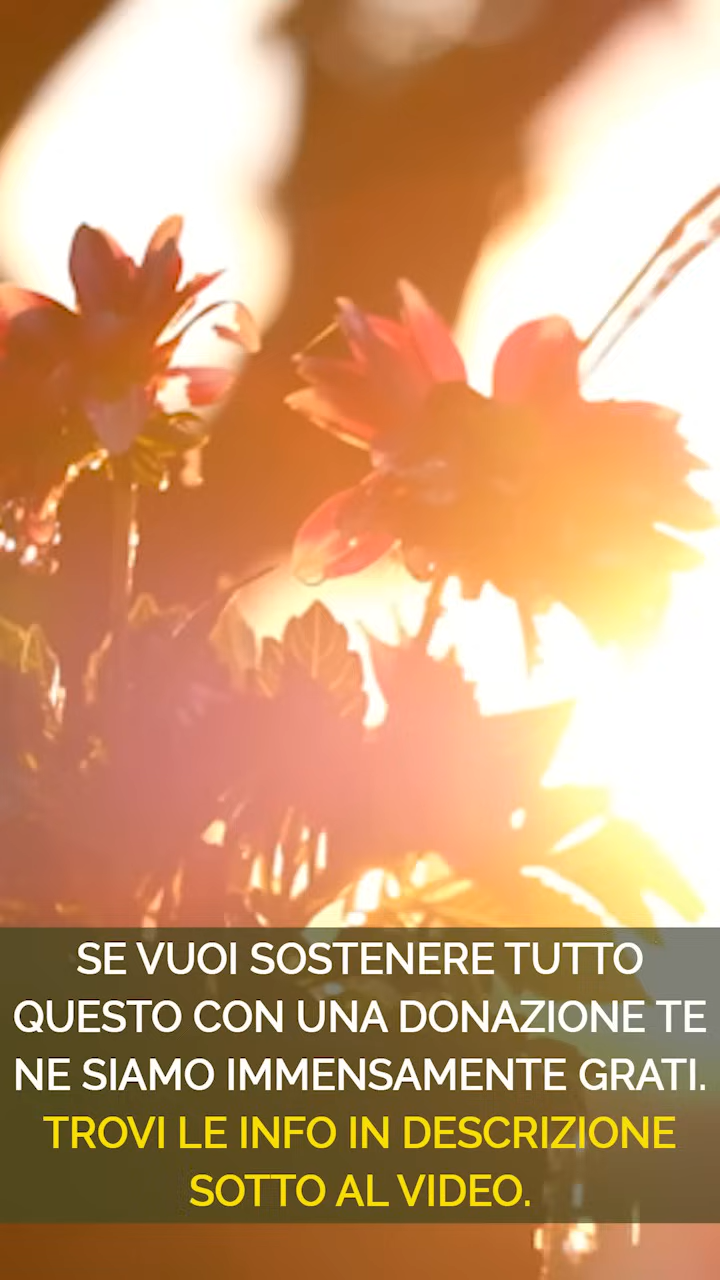 SE VUOI SOSTENERE TUTTO
QUESTO CON UNA DONAZIONE TE
NE SIAMO IMMENSAMENTE GRATI.
TROVI LE INFO IN DESCRIZIONE
SOTTO AL VIDEO.